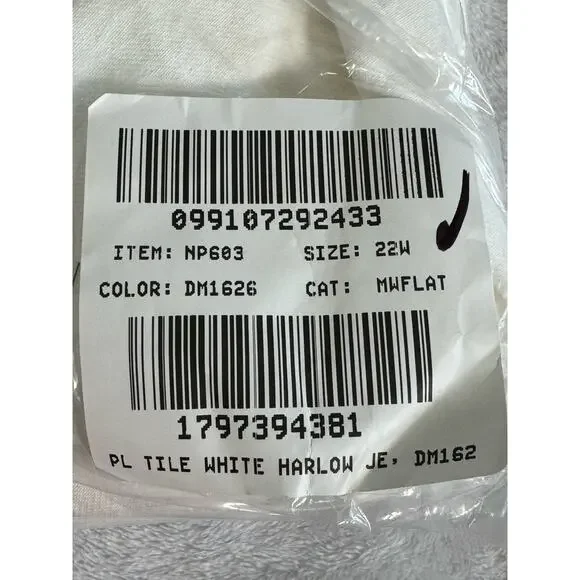 099107292433
ITEM: NP603 SIZE: 22W
COLOR: DM1626 CAT: MWFLAT
1797394381
PL TILE WHITE HARLOW JE, DM162